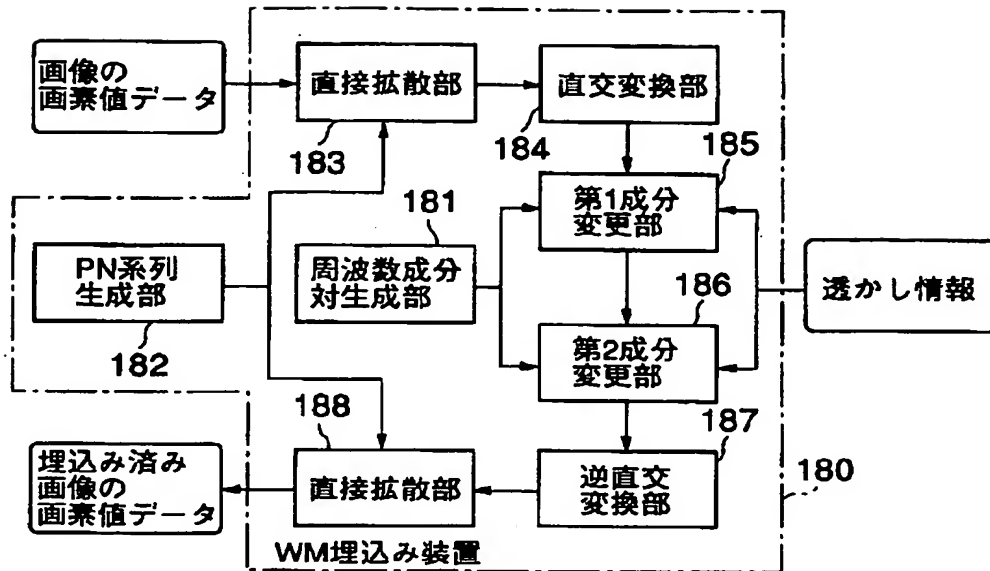 画像の
画素値データ
直接拡散部
183
直交変換部
184
185
第1成分
変更部
181
PN系列
生成部
182
周波数成分
対生成部
186
透かし情報
第2成分
変更部
188
187
埋込み済み
画像の
画素値データ
直接拡散部
逆直交
変換部
180
WM埋込み装置